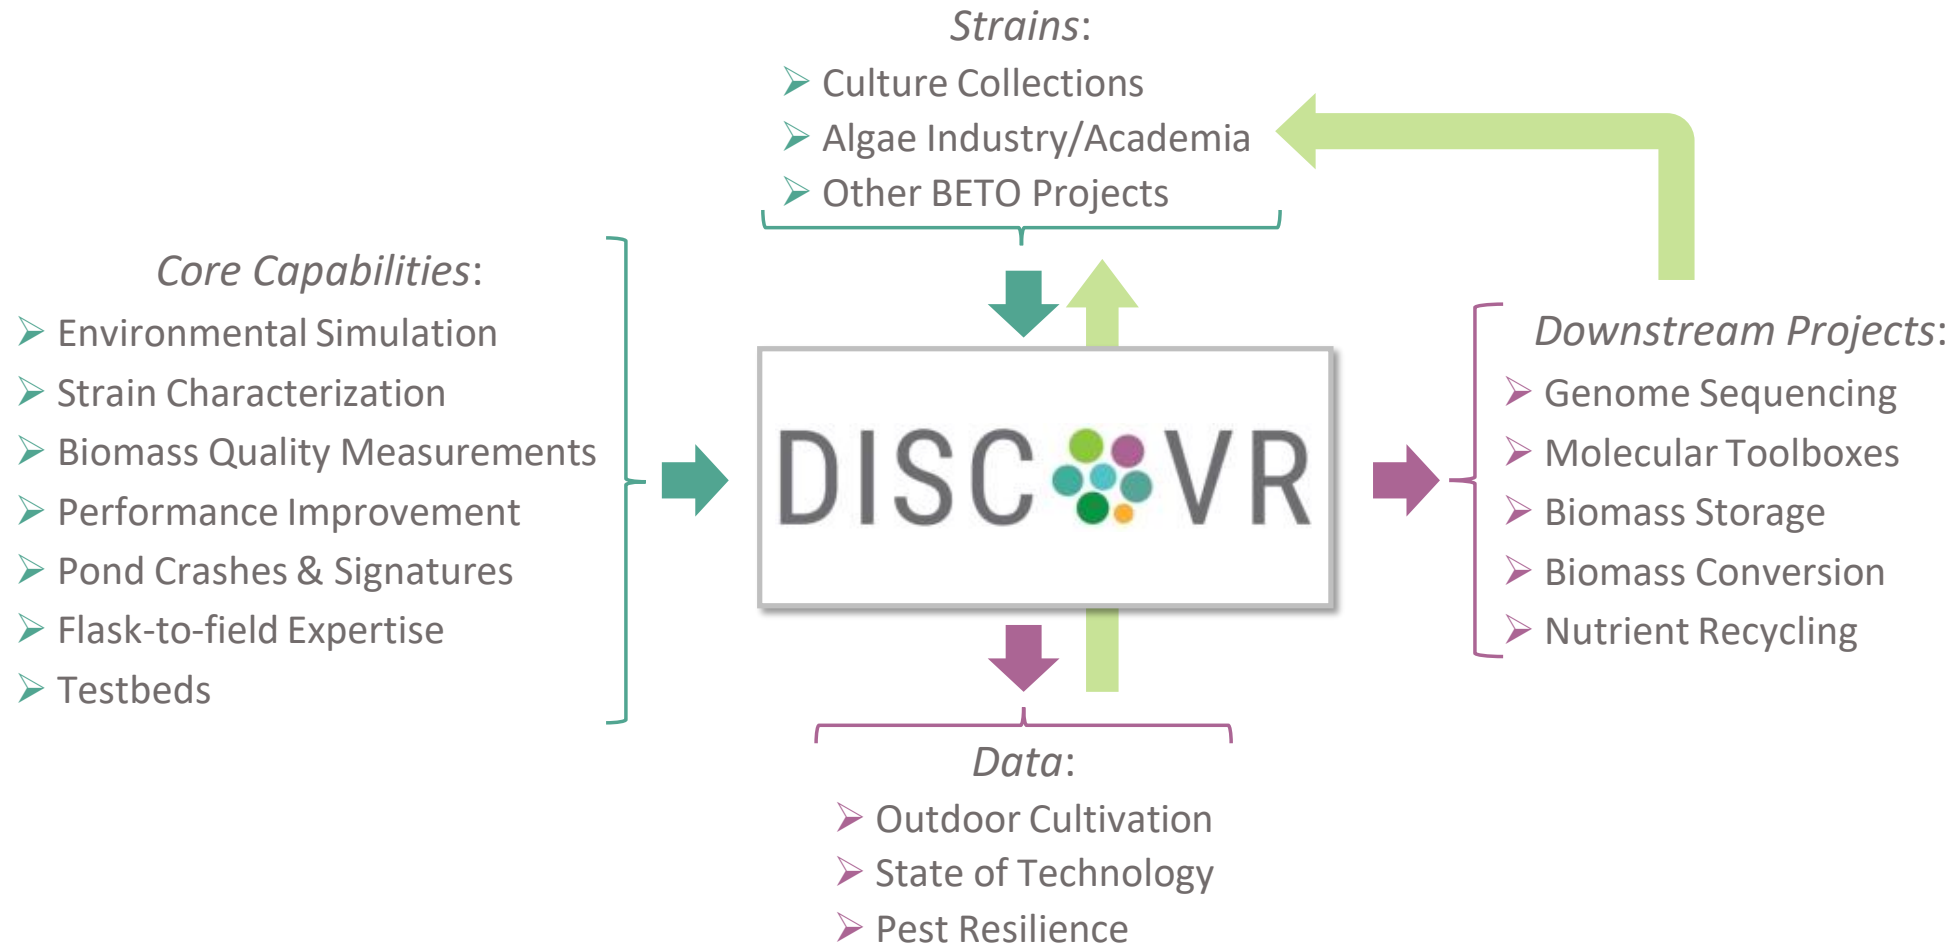 Strains:
Culture Collections
Algae Industry/Academia
Other BETO Projects
Core Capabilities:
Environmental Simulation
Strain Characterization
Biomass Quality Measurements
Performance Improvement
Pond Crashes & Signatures
Flask-to-field Expertise
Testbeds
DISCOVR
Downstream Projects:
Genome Sequencing
Molecular Toolboxes
Biomass Storage
Biomass Conversion
Nutrient Recycling
Data:
Outdoor Cultivation
State of Technology
Pest Resilience